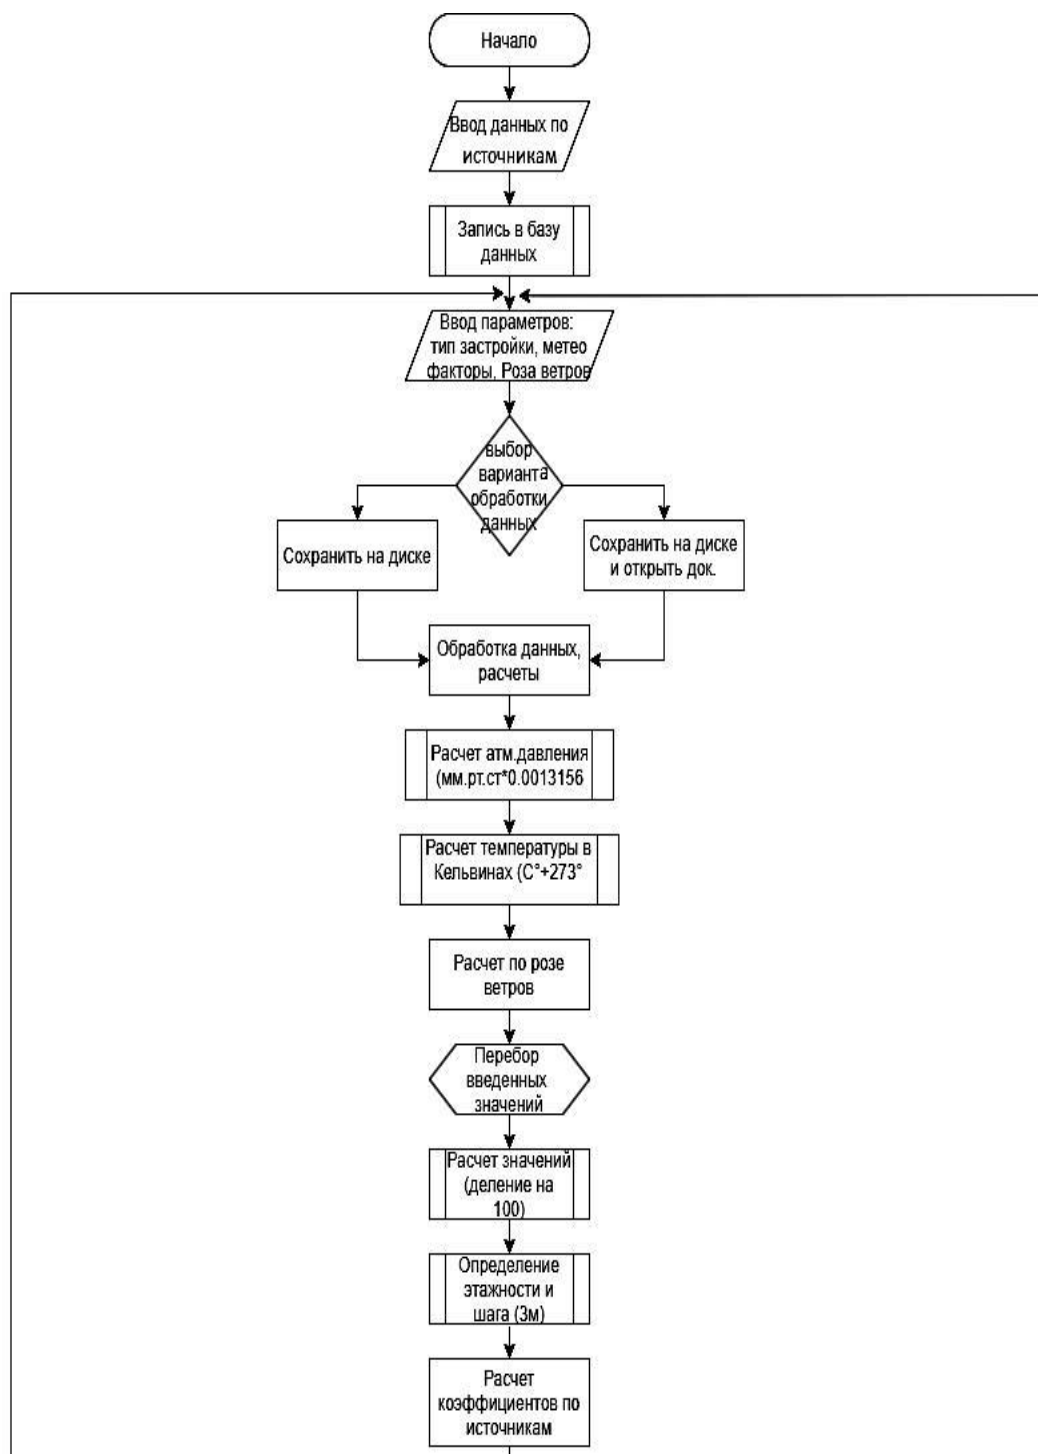 Начало
Ввод данных по
источникам
Запись в базу
данных
Ввод параметров:
тип застройки, метео
факторы, Роза ветров
выбор
варианта
обработки
данных
Сохранить на диске
Сохранить на диске
и открыть док.
Обработка данных,
расчеты
Расчет атм.давления
(мм.рт.ст*0.0013156
Расчет температуры в
Кельвинах (С°+273°
Расчет по розе
ветров
Перебор
введенных
значений
Расчет значений
(деление на
100)
Определение
этажности и
шага (3м)
Расчет
коэффициентов по
источникам